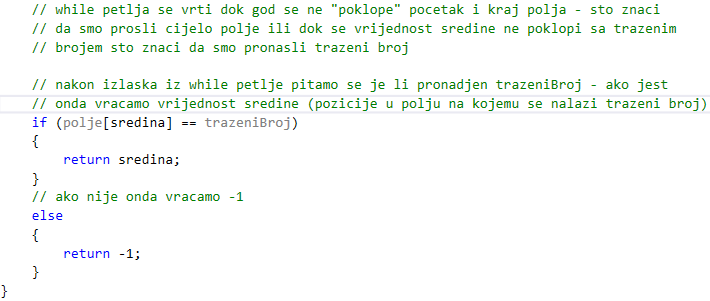 // while petlja se vrti dok god se ne "poklope" pocetak i kraj polja - sto znaci
// da smo prosli cijelo polje ili dok se vrijednost sredine ne poklopi sa trazenim
// brojem sto znaci da smo pronasli trazeni broj
// nakon izlaska iz while petlje pitamo se je li pronadjen trazeniBroj - ako jest
// onda vracamo vrijednost sredine (pozicije u polju na kojemu se nalazi trazeni broj)
if (polje[sredina] == trazeniBroj)
{
return sredina;
}
// ako nije onda vracamo -1
else
{
return -1;
}
}